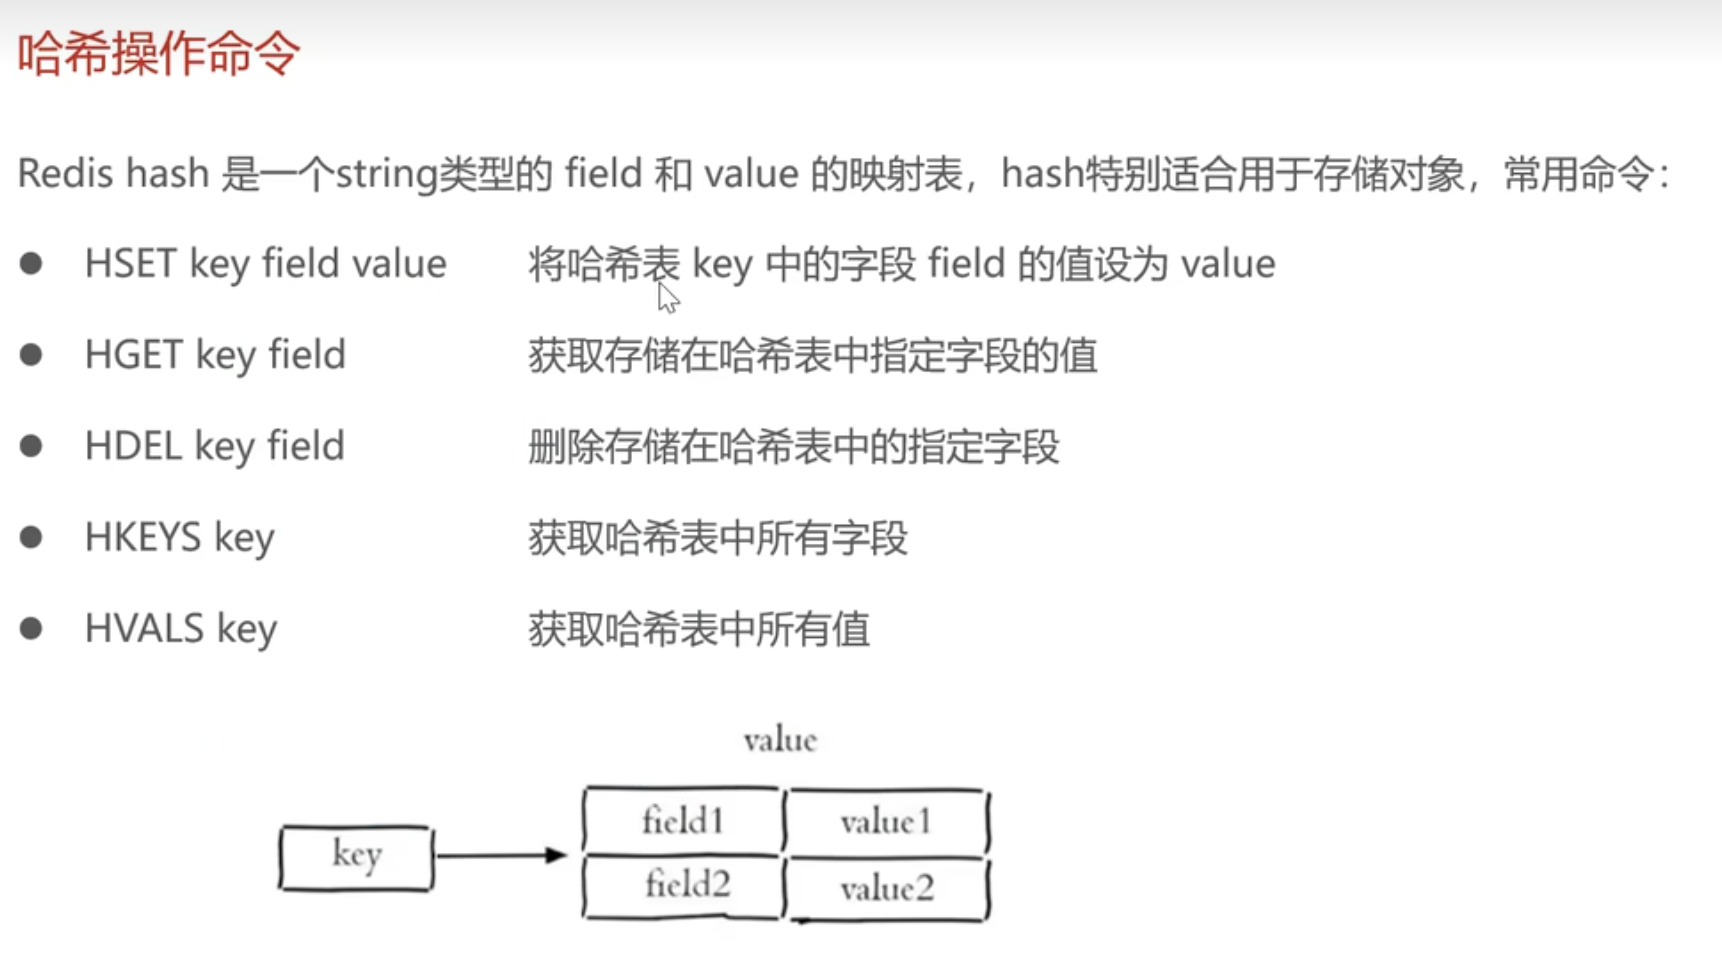 哈希操作命令
Redis hash 是一个string类型的 field 和 value 的映射表，hash特别适合用于存储对象，常用命令：
● HSET key field value 将哈希表 key 中的字段 field 的值设为 value
● HGET key field 获取存储在哈希表中指定字段的值
● HDEL key field 删除存储在哈希表中的指定字段
● HKEYS key 获取哈希表中所有字段
● HVALS key 获取哈希表中所有值
value
field1 value1
key
field2 value2